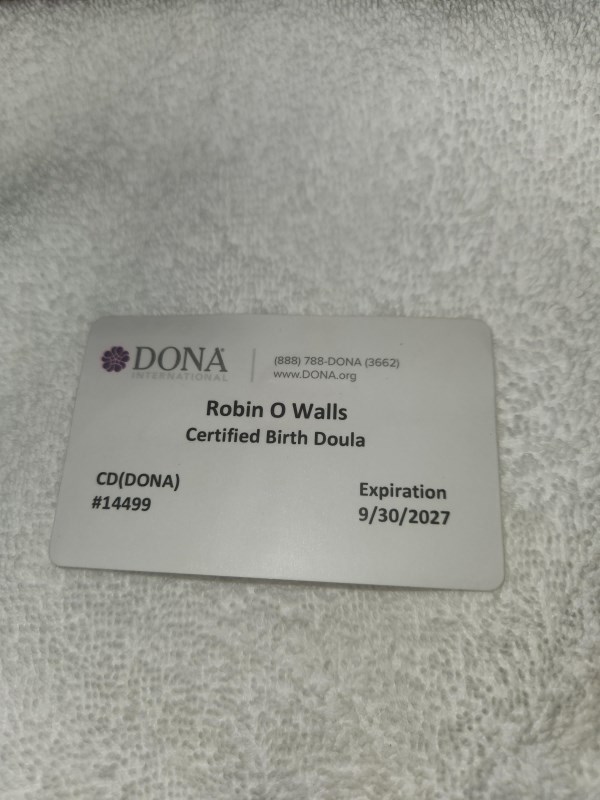 DONA
INTERNATIONAL
(888) 788-DONA (3662)
www.DONA.org
Robin O Walls
Certified Birth Doula
CD(DONA)
#14499
Expiration
9/30/2027